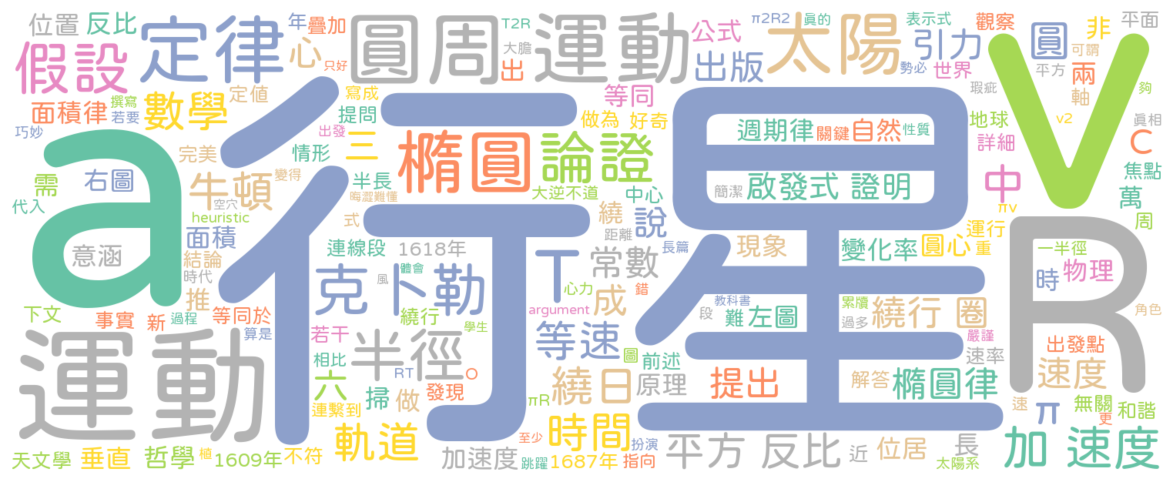 位置
反比
年
疊加
T2R
π2R2
真的
表示式
觀察
非
圓
平面
可謂
假設
定律
心
大膽
只好
圓周
運動
公式
出
出版
太陽
引力
勢必
世界
瑕疵
平方
兩
軸
夠
V
面積律
撰寫
若要
巧妙
數學
定值
寫成
提問
出發
等同
做為
好奇
週期律
關鍵
自然
性質
地球
詳細
v2
C
真相
焦點
a
行星
完美
情形
三
半長
橢圓
論證
大逆不道
中心
簡潔
啟發式
證明
中
πv
萬
周
需
右圖
代入
空穴
牛頓
變得
晦澀難懂
heuristic
式
繞
說
距離
長篇
運行
重
一半徑
R
意涵
面積
結論
時代
連線段
1618年
T
常數
現象
變化率
圓心
時
物理
下文
推
克卜勒
體會
風
心力
錯
成
教科書
段
累牘
嚴謹
角色
事實
新
過程
等同於
算是
若干
繞行
學生
argument
等速
難
左圖
過多
繞行
圈
出發點
運動
相比
RT
半徑
圖
前述
速率
速度
六
掃
做
發現
O
πR
繞日
原理
提出
解答
橢圓律
速
π
無關
更
和諧
連繫到
天文學
垂直
哲學
植
1609年
不符
軌道
加速度
至少
跳躍
時間
扮演
1687年
指向
平方
反比
近
位居
長
太陽系
加
速度